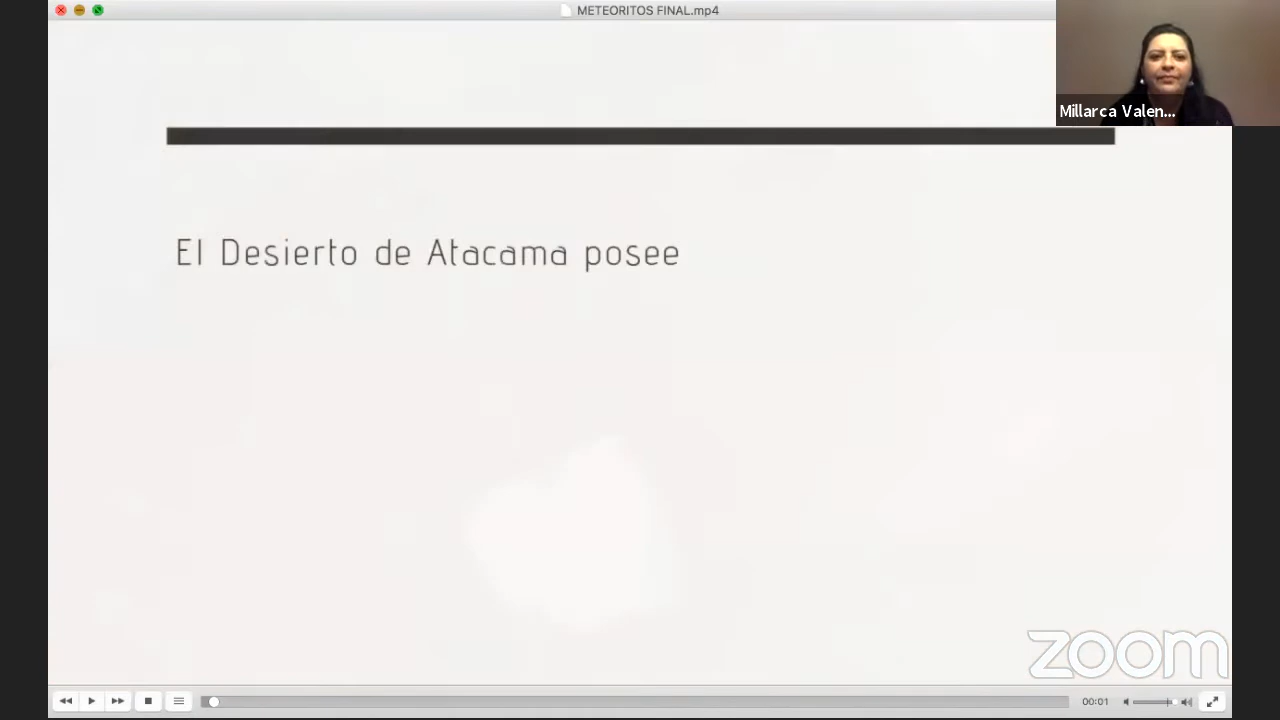 METEORITOS FINAL.mp4
Millarca Valen...
El Desierto de Atacama posee
zoom
00:01